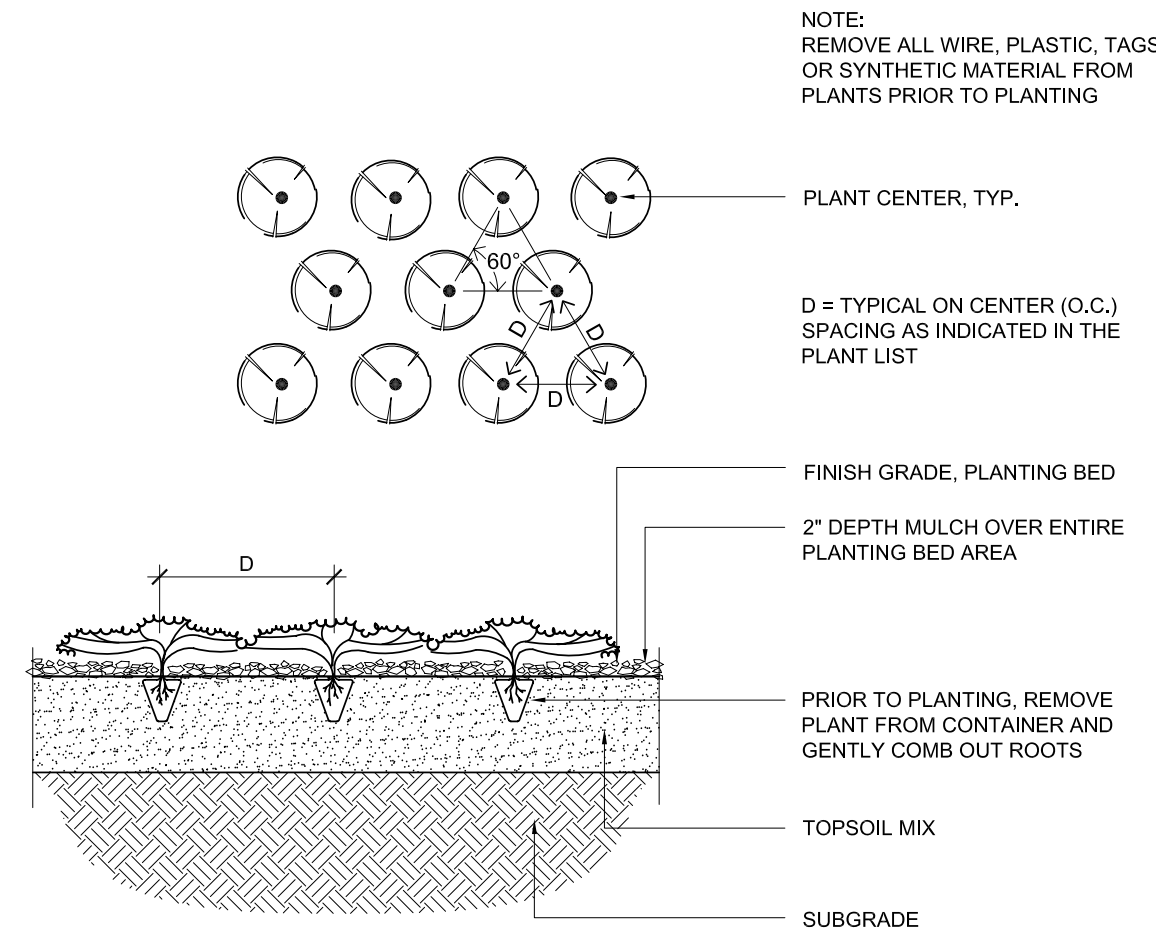 NOTE:
REMOVE ALL WIRE, PLASTIC, TAGS
OR SYNTHETIC MATERIAL FROM
PLANTS PRIOR TO PLANTING
PLANT CENTER, TYP.
60°
D = TYPICAL ON CENTER (O.C.)
SPACING AS INDICATED IN THE
PLANT LIST
D
D
D
FINISH GRADE, PLANTING BED
2" DEPTH MULCH OVER ENTIRE
PLANTING BED AREA
D
PRIOR TO PLANTING, REMOVE
PLANT FROM CONTAINER AND
GENTLY COMB OUT ROOTS
TOPSOIL MIX
SUBGRADE